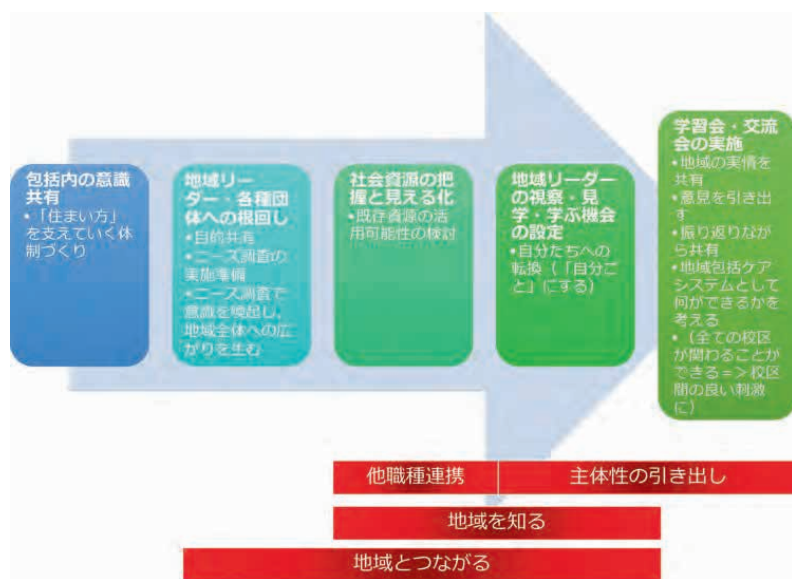 包括内の意識
共有
•「住まい方」
を支えていく体
制づくり
地域リー
ダー・各種団
体への根回し
•目的共有
•ニーズ調査の
実施準備
•ニーズ調査で
意識を喚起し、
地域全体への広
がりを生む
社会資源の把
握と見える化
•既存資源の活
用可能性の検討
地域リーダー
の視察・見
学・学ぶ機会
の設定
•自分たちへの
転換（「自分ご
と」にする）
学習会・交流
会の実施
•地域の実情を
共有
•意見を引き出
す
•振り返りなが
ら共有
•地域包括ケア
システムとして
何ができるかを
考える
•（全ての校区
が関わることが
できる=>校区
間の良い刺激
に）
他職種連携
主体性の引き出し
地域を知る
地域とつながる